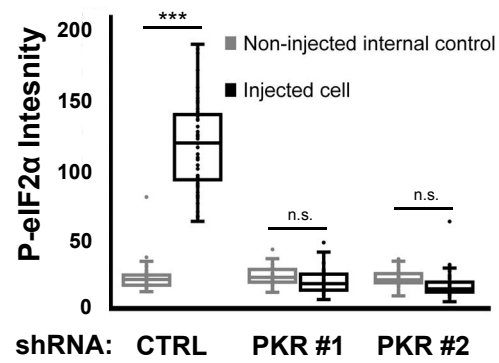 200
***
Non-injected internal control
150
Injected cell
P-eIF2α Intesnity
100
n.s.
n.s.
50
0
shRNA: CTRL PKR #1 PKR #2